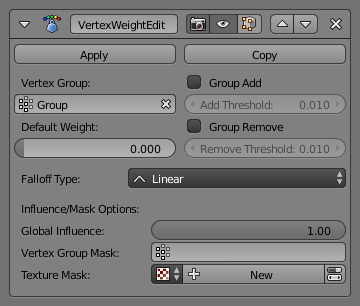 VertexWeightEdit
Apply Copy
Vertex Group: Group Add
Group Add Threshold: 0.010
Default Weight: Group Remove
0.000 Remove Threshold: 0.010
Falloff Type: Linear
Influence/Mask Options:
Global Influence: 1.00
Vertex Group Mask:
Texture Mask: New